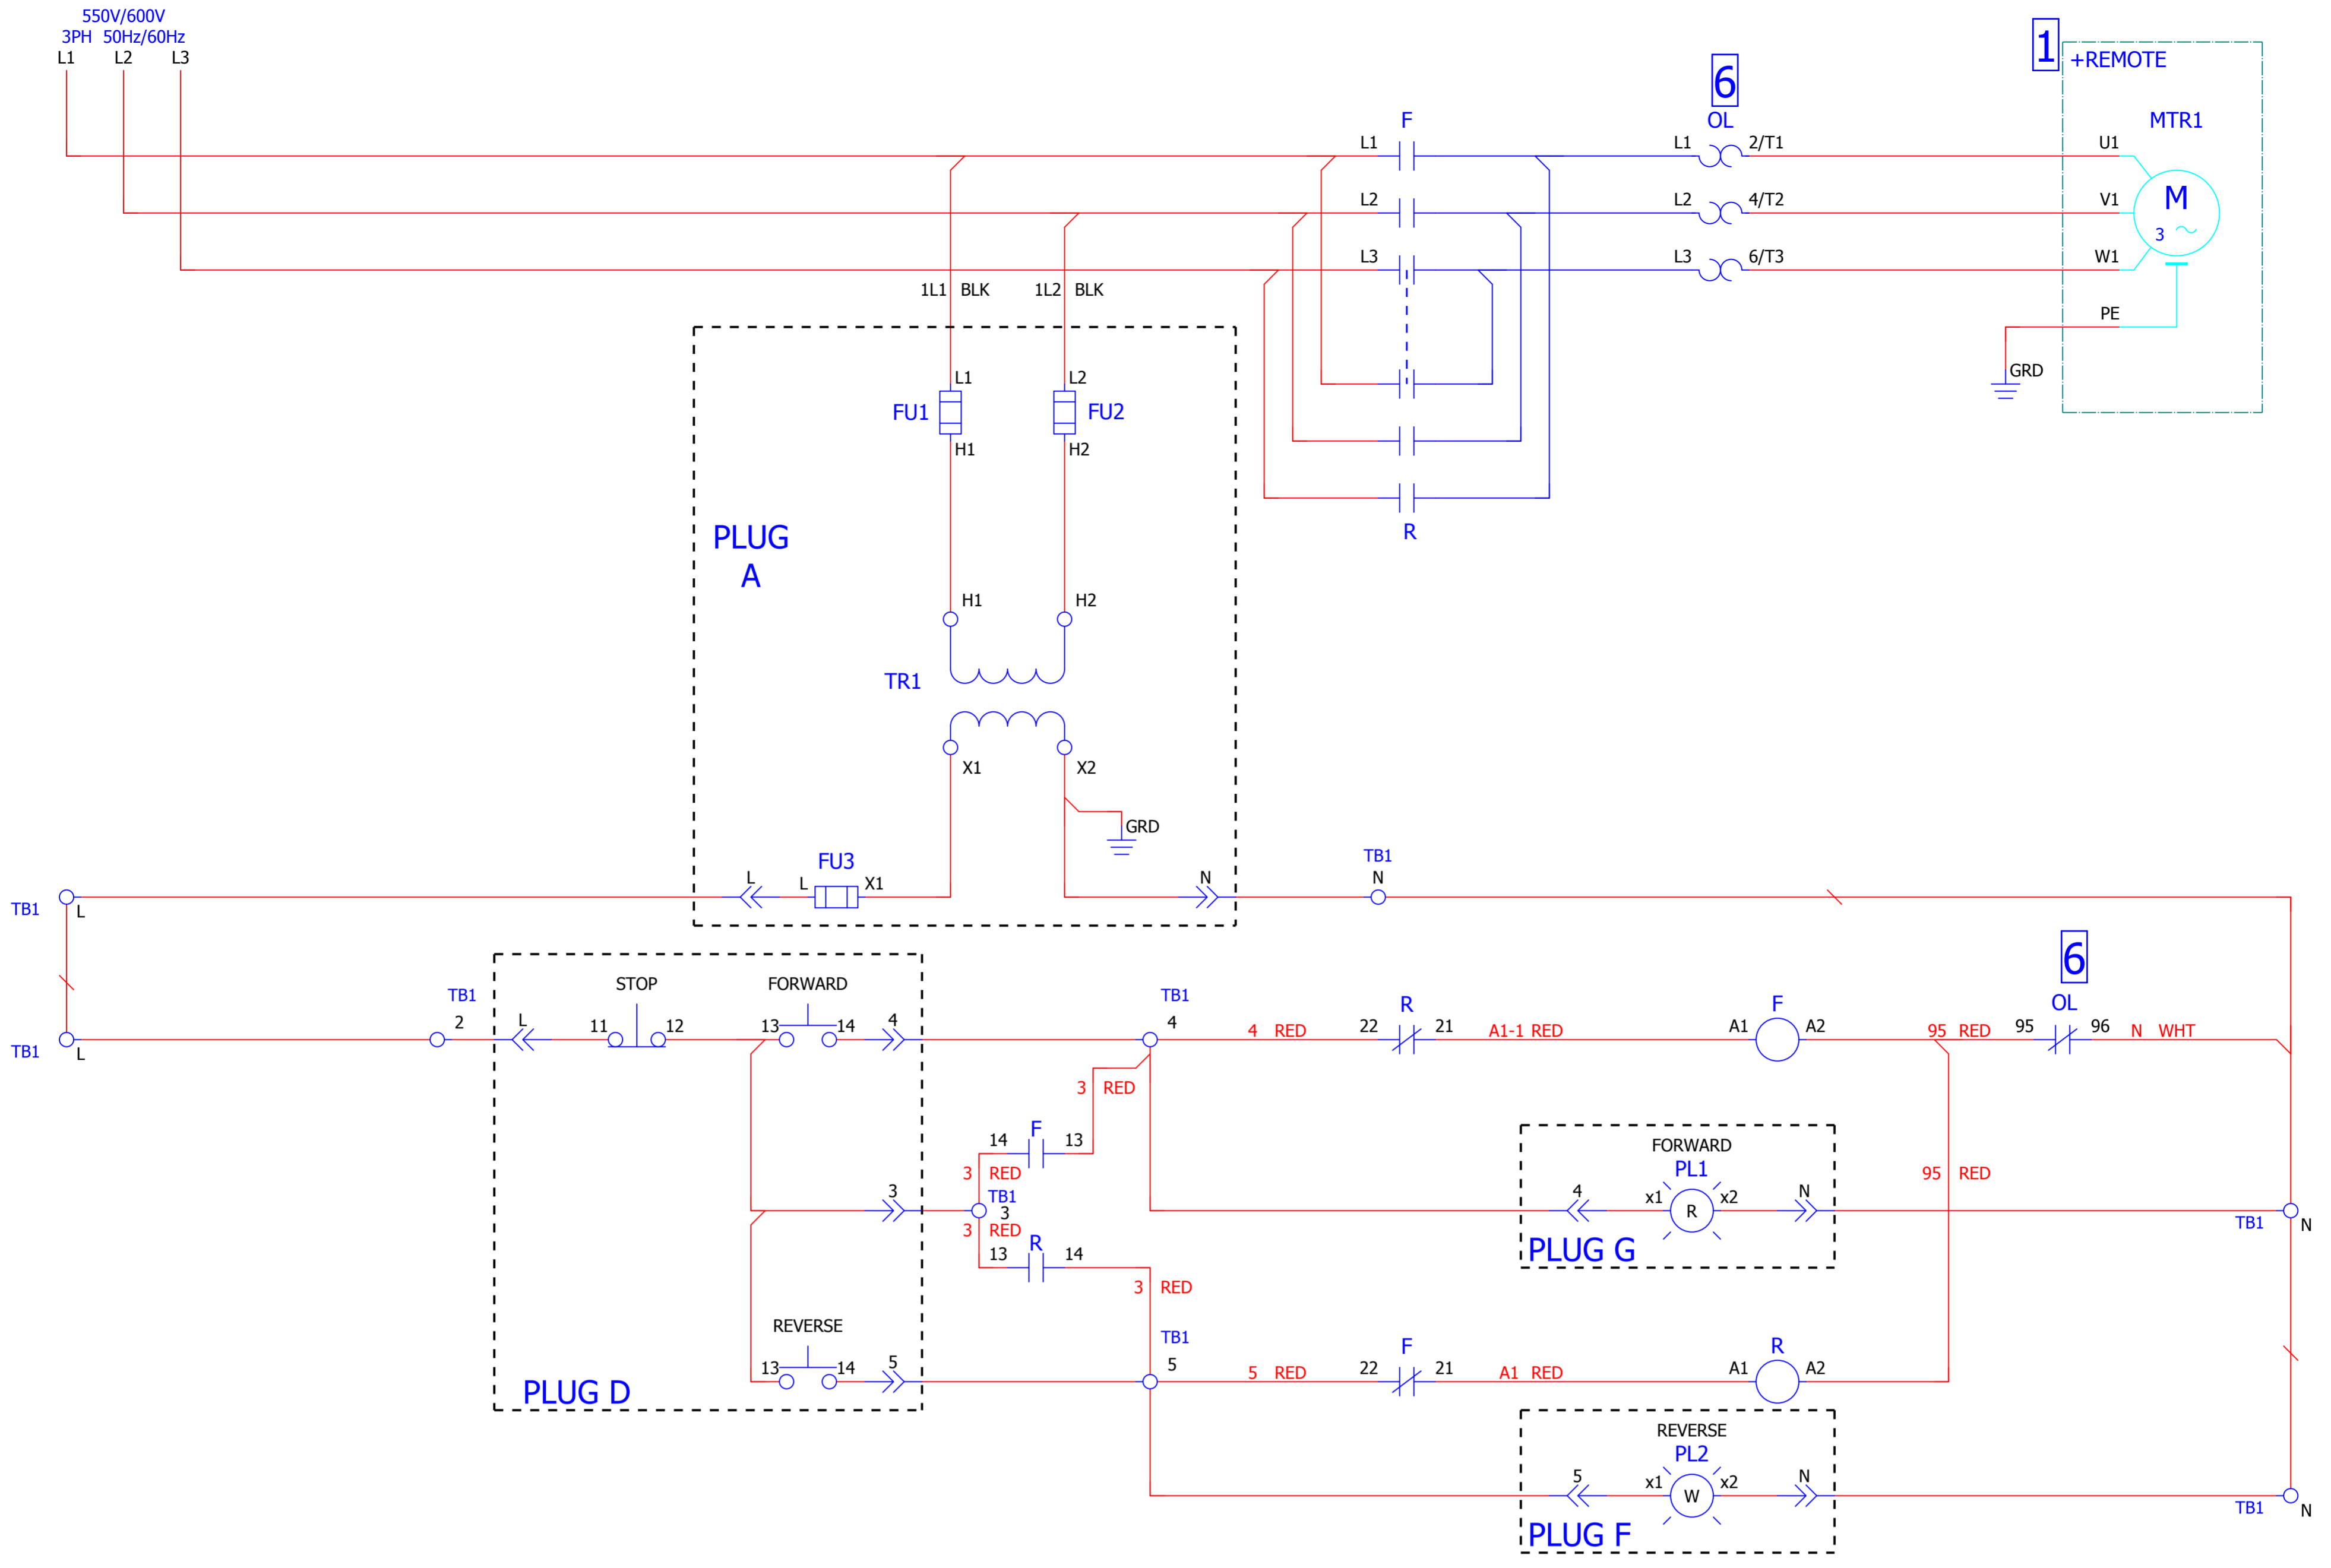 550V/600V
3PH 50Hz/60Hz
L1 L2 L3
1 +REMOTE
6
F OL MTR1
L1 L1 2/T1 U1
L2 L2 4/T2 V1
M
3
L3 L3 6/T3 W1
1L1 BLK 1L2 BLK
PE
GRD
L1 L2
FU1 FU2
H1 H2
R
PLUG
A
H1 H2
TR1
X1 X2
GRD
FU3 TB1
L L X1 N N
TB1 L
6
STOP FORWARD
TB1 TB1 R F OL
2 L 11 12 13 14 4 4 4 RED 22 21 A1-1 RED A1 A2 95 RED 95 96 N WHT
TB1 L
3 RED
F
14 13
FORWARD
PL1
3 RED 95 RED
3 TB1 4 x1 R x2 N
3
TB1 N
3 RED
R
13 14
PLUG G
3 RED
REVERSE TB1 F R
13 14 5 5 5 RED 22 21 A1 RED A1 A2
PLUG D
REVERSE
PL2
5 x1 W x2 N
TB1 N
PLUG F